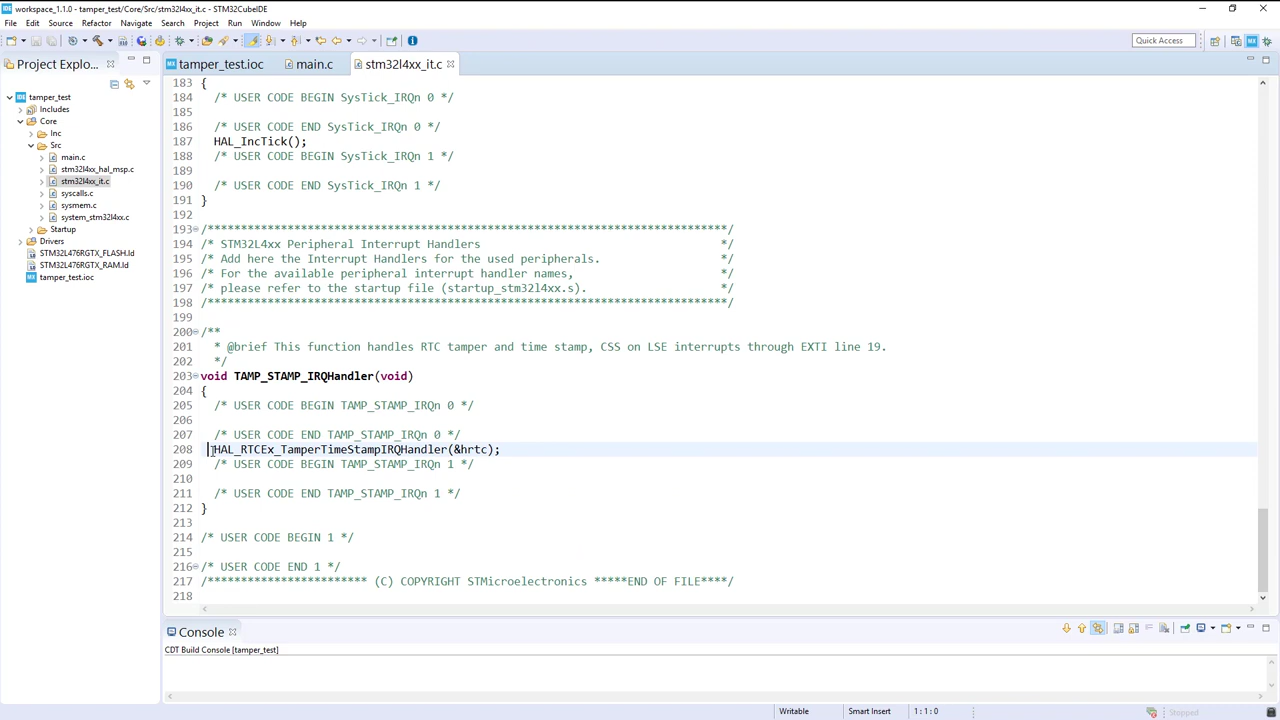 workspace_1.1.0 - tamper_test/Core/Src/stm32l4xx_it.c - STM32CubeIDE
File Edit Source Refactor Navigate Search Project Run Window Help
Quick Access
Project Explo...
tamper_test.ioc
main.c
stm32l4xx_it.c
tamper_test
Includes
Core
Inc
Src
main.c
stm32l4xx_hal_msp.c
stm32l4xx_it.c
syscalls.c
sysmem.c
system_stm32l4xx.c
Startup
Drivers
STM32L476RGTX_FLASH.ld
STM32L476RGTX_RAM.ld
tamper_test.ioc
183 {
184 /* USER CODE BEGIN SysTick_IRQn 0 */
185
186 /* USER CODE END SysTick_IRQn 0 */
187 HAL_IncTick();
188 /* USER CODE BEGIN SysTick_IRQn 1 */
189
190 /* USER CODE END SysTick_IRQn 1 */
191 }
192
193 /******************************************************************************/
194 /* STM32L4xx Peripheral Interrupt Handlers */
195 /* Add here the Interrupt Handlers for the used peripherals. */
196 /* For the available peripheral interrupt handler names, */
197 /* please refer to the startup file (startup_stm32l4xx.s). */
198 /******************************************************************************/
199
200 /**
201 * @brief This function handles RTC tamper and time stamp, CSS on LSE interrupts through EXTI line 19.
202 */
203 void TAMP_STAMP_IRQHandler(void)
204 {
205 /* USER CODE BEGIN TAMP_STAMP_IRQn 0 */
206
207 /* USER CODE END TAMP_STAMP_IRQn 0 */
208 HAL_RTCEx_TamperTimeStampIRQHandler(&hrtc);
209 /* USER CODE BEGIN TAMP_STAMP_IRQn 1 */
210
211 /* USER CODE END TAMP_STAMP_IRQn 1 */
212 }
213
214 /* USER CODE BEGIN 1 */
215
216 /* USER CODE END 1 */
217 /************************ (C) COPYRIGHT STMicroelectronics *****END OF FILE****/
218
Console
CDT Build Console [tamper_test]
Writable Smart Insert 1 : 1 : 0 Stopped